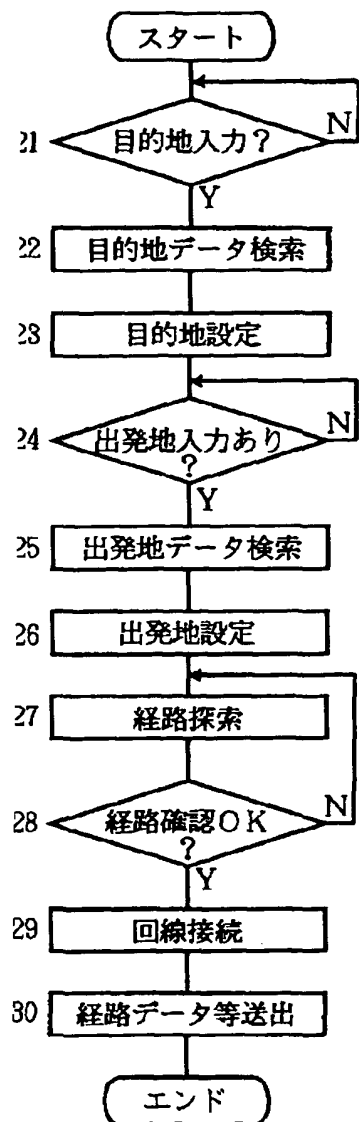 スタート
N
21 目的地入力？
Y
22 目的地データ検索
23 目的地設定
N
24 出発地入力あり
？
Y
25 出発地データ検索
26 出発地設定
27 経路探索
N
28 経路確認ＯＫ
？
Y
29 回線接続
30 経路データ等送出
エンド